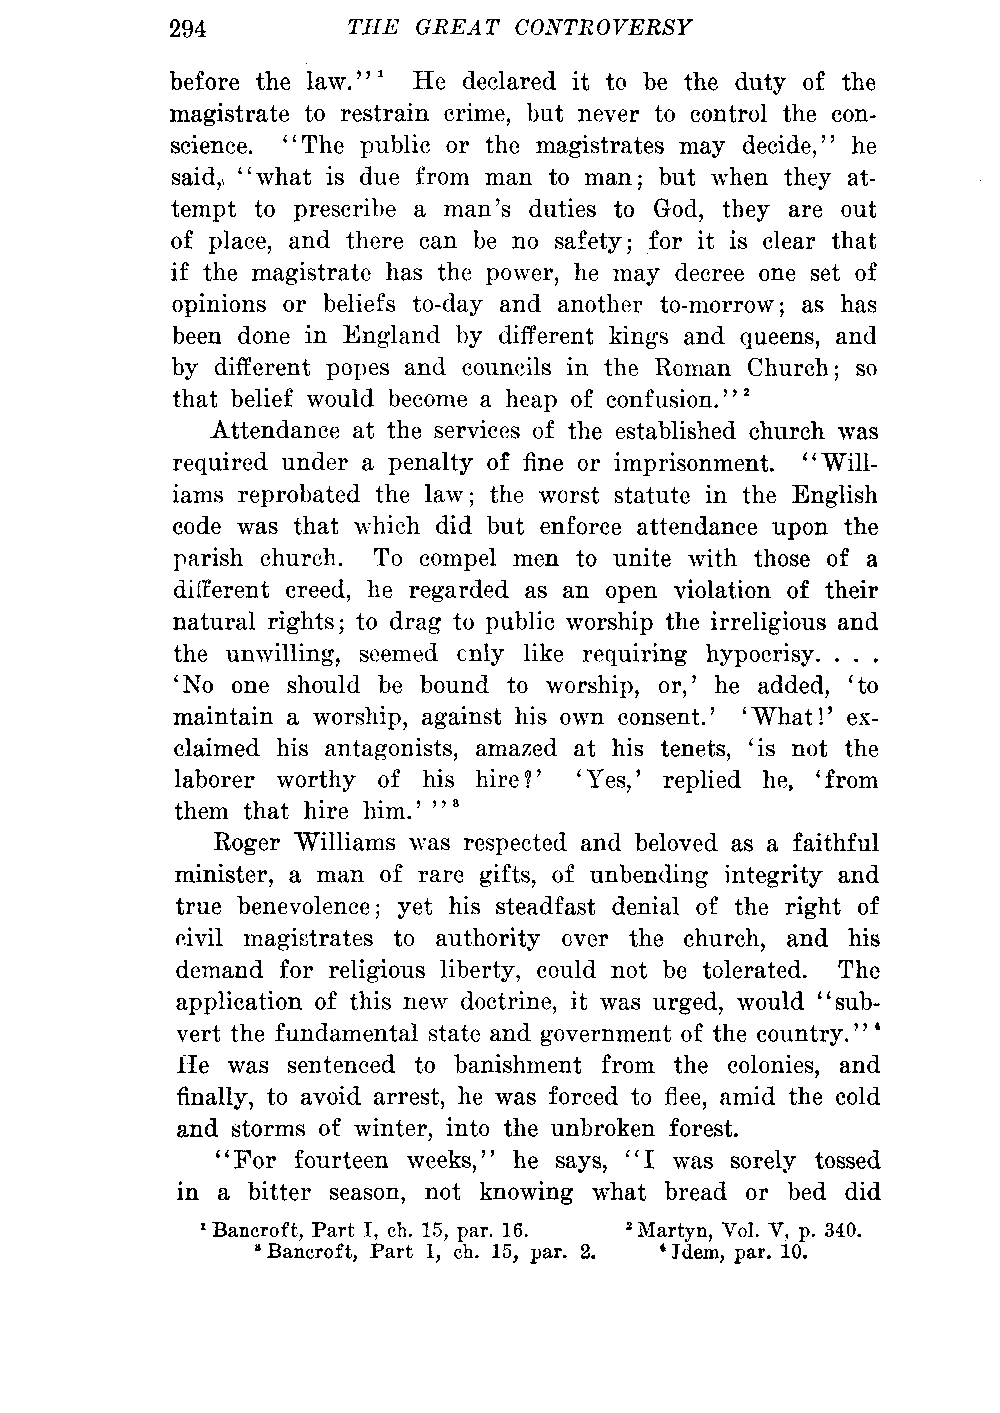 294 THE GREAT CONTROVERSY
before the law."¹ He declared it to be the duty of the
magistrate to restrain crime, but never to control the con-
science. "The public or the magistrates may decide," he
said, "what is due from man to man; but when they at-
tempt to prescribe a man's duties to God, they are out
of place, and there can be no safety; for it is clear that
if the magistrate has the power, he may decree one set of
opinions or beliefs to-day and another to-morrow; as has
been done in England by different kings and queens, and
by different popes and councils in the Roman Church; so
that belief would become a heap of confusion."²
Attendance at the services of the established church was
required under a penalty of fine or imprisonment. "Will-
iams reprobated the law; the worst statute in the English
code was that which did but enforce attendance upon the
parish church. To compel men to unite with those of a
different creed, he regarded as an open violation of their
natural rights; to drag to public worship the irreligious and
the unwilling, seemed only like requiring hypocrisy. . . .
'No one should be bound to worship, or,' he added, 'to
maintain a worship, against his own consent.' 'What!' ex-
claimed his antagonists, amazed at his tenets, 'is not the
laborer worthy of his hire?' 'Yes,' replied he, 'from
them that hire him.' "³
Roger Williams was respected and beloved as a faithful
minister, a man of rare gifts, of unbending integrity and
true benevolence; yet his steadfast denial of the right of
civil magistrates to authority over the church, and his
demand for religious liberty, could not be tolerated. The
application of this new doctrine, it was urged, would "sub-
vert the fundamental state and government of the country."⁴
He was sentenced to banishment from the colonies, and
finally, to avoid arrest, he was forced to flee, amid the cold
and storms of winter, into the unbroken forest.
"For fourteen weeks," he says, "I was sorely tossed
in a bitter season, not knowing what bread or bed did
¹ Bancroft, Part I, ch. 15, par. 16. ² Martyn, Vol. V, p. 340.
³ Bancroft, Part I, ch. 15, par. 2. ⁴ Idem, par. 10.